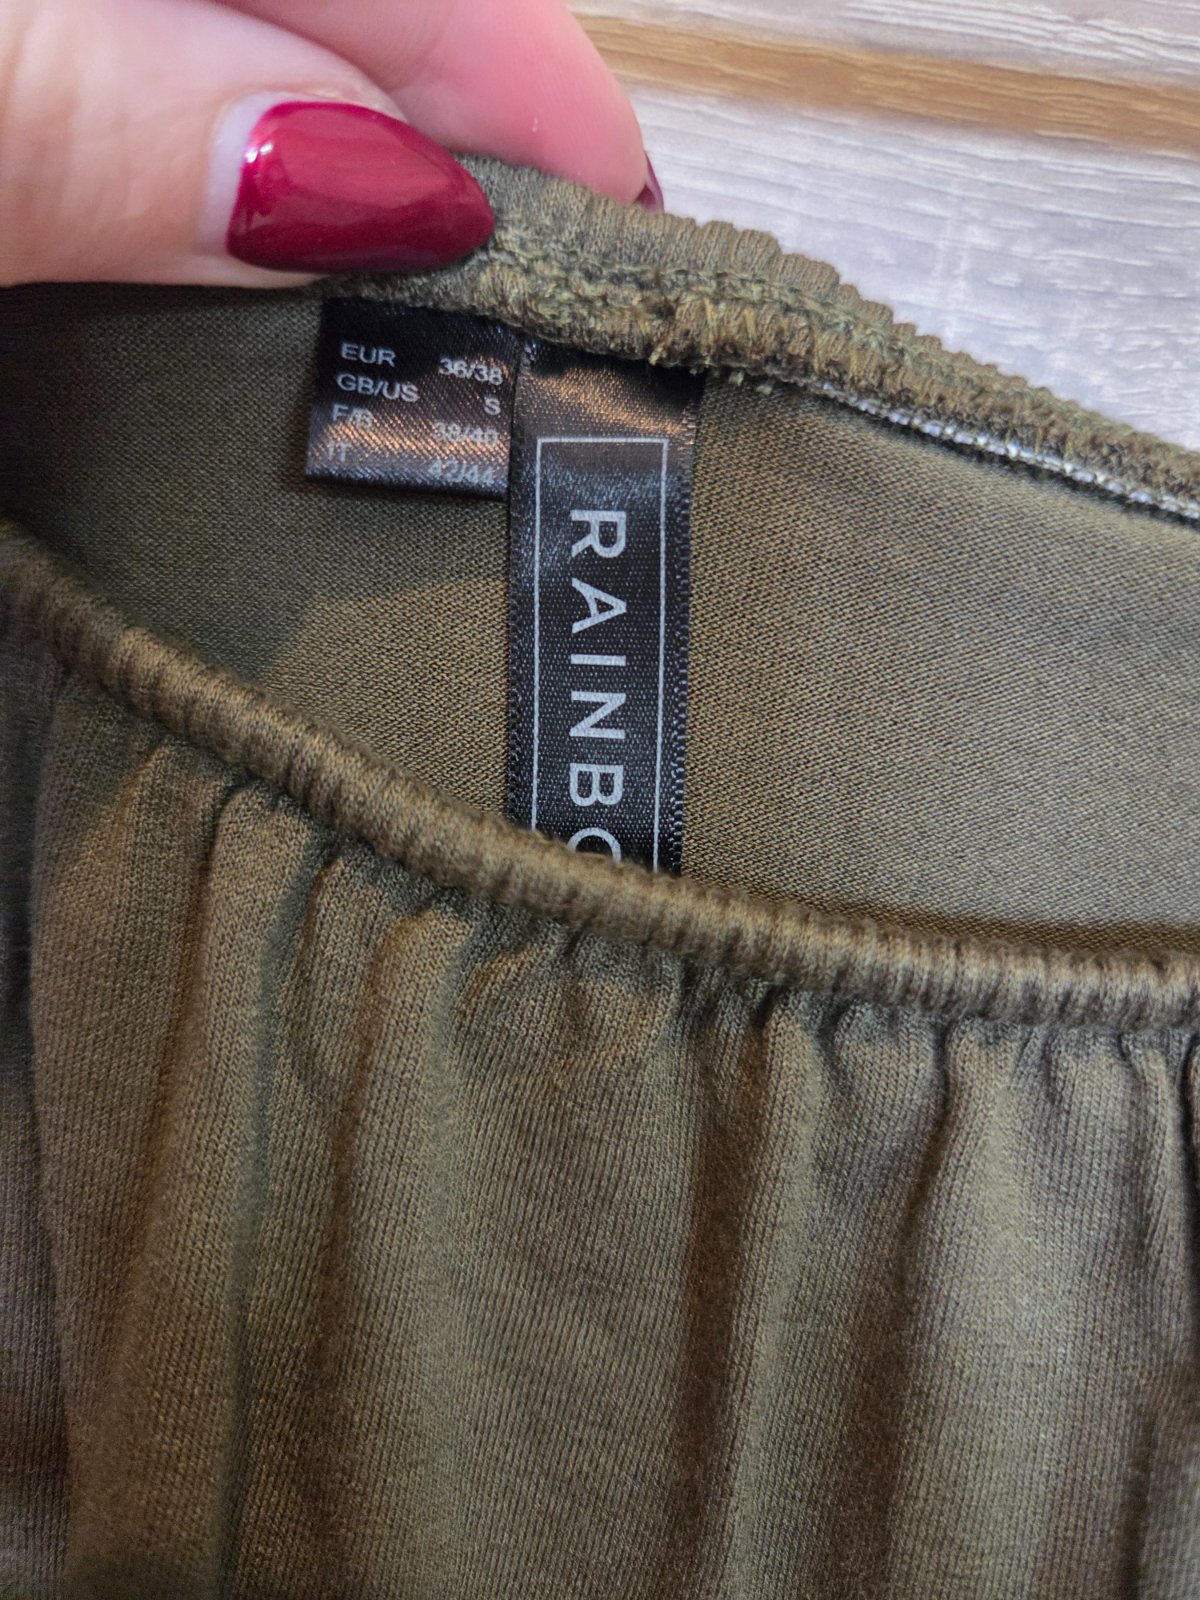 EUR 36/38
GB/US S
F/B 38/40
IT 42/44
RAINBO